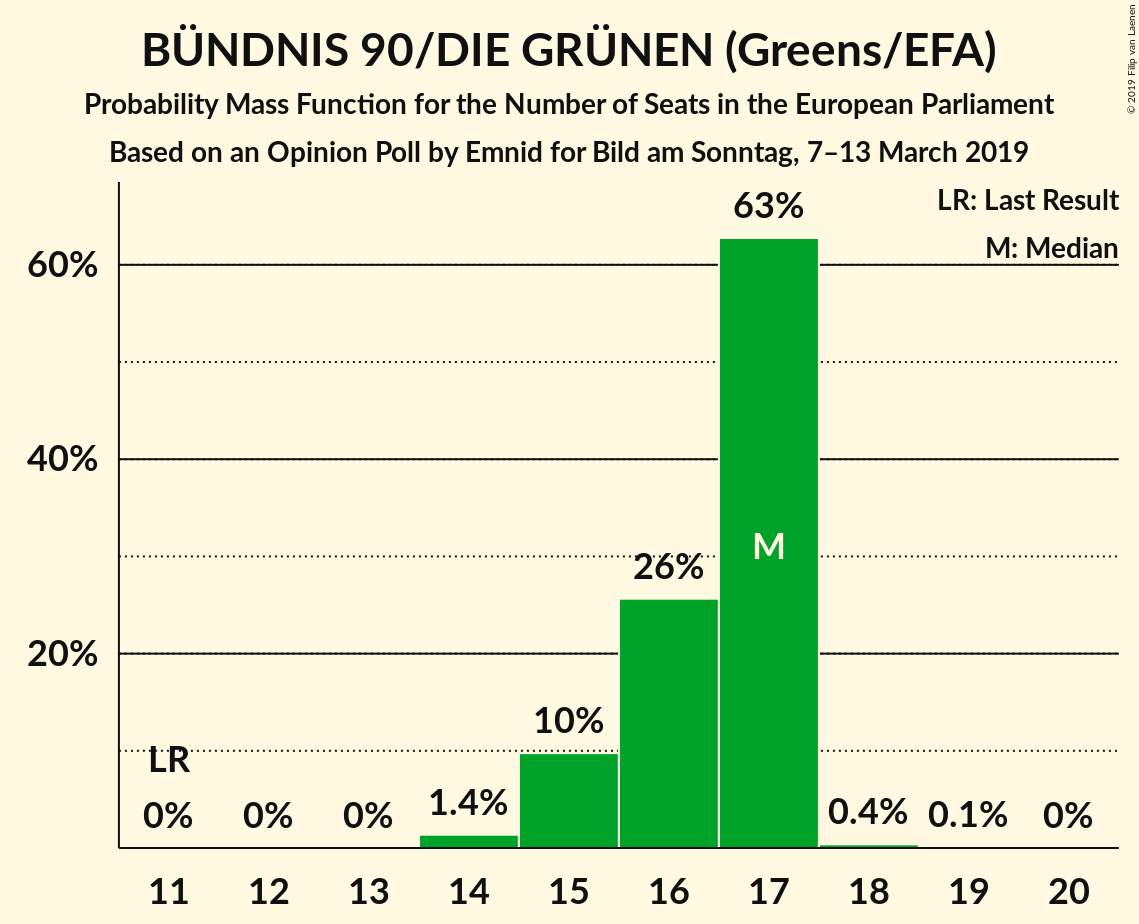 BÜNDNIS 90/DIE GRÜNEN (Greens/EFA)
Probability Mass Function for the Number of Seats in the European Parliament
Based on an Opinion Poll by Emnid for Bild am Sonntag, 7–13 March 2019
© 2019 Filip van Laenen
LR: Last Result
M: Median
60%
40%
20%
LR
0%
0%
0%
1.4%
10%
26%
63%
M
0.4%
0.1%
0%
11 12 13 14 15 16 17 18 19 20